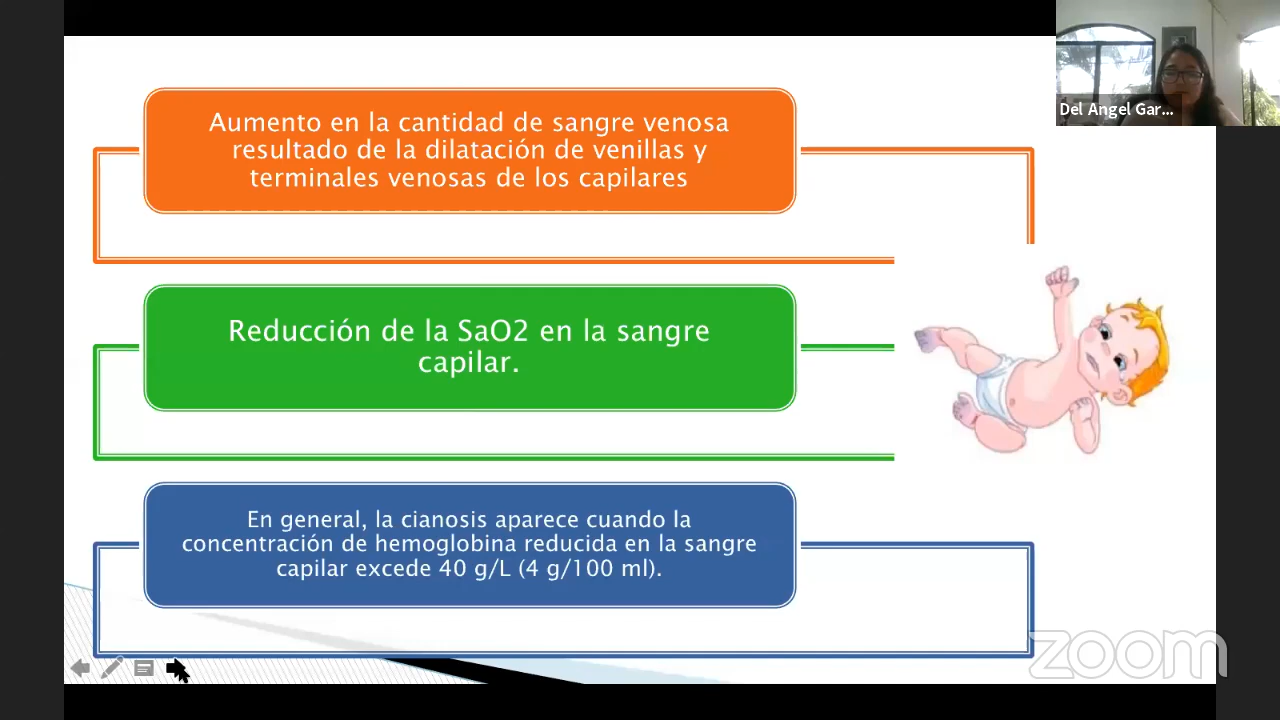 Aumento en la cantidad de sangre venosa
resultado de la dilatación de venillas y
terminales venosas de los capilares
Del Angel Gar...
Reducción de la SaO2 en la sangre
capilar.
En general, la cianosis aparece cuando la
concentración de hemoglobina reducida en la sangre
capilar excede 40 g/L (4 g/100 ml).
zoom